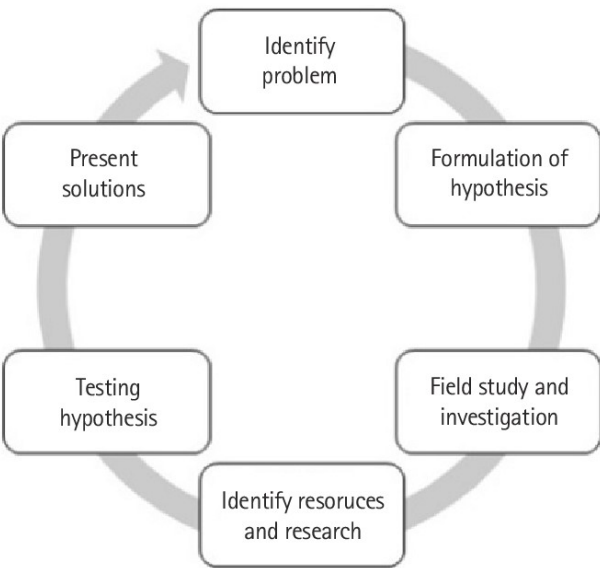 Identify
problem
Formulation of
hypothesis
Field study and
investigation
Identify resoruces
and research
Testing
hypothesis
Present
solutions